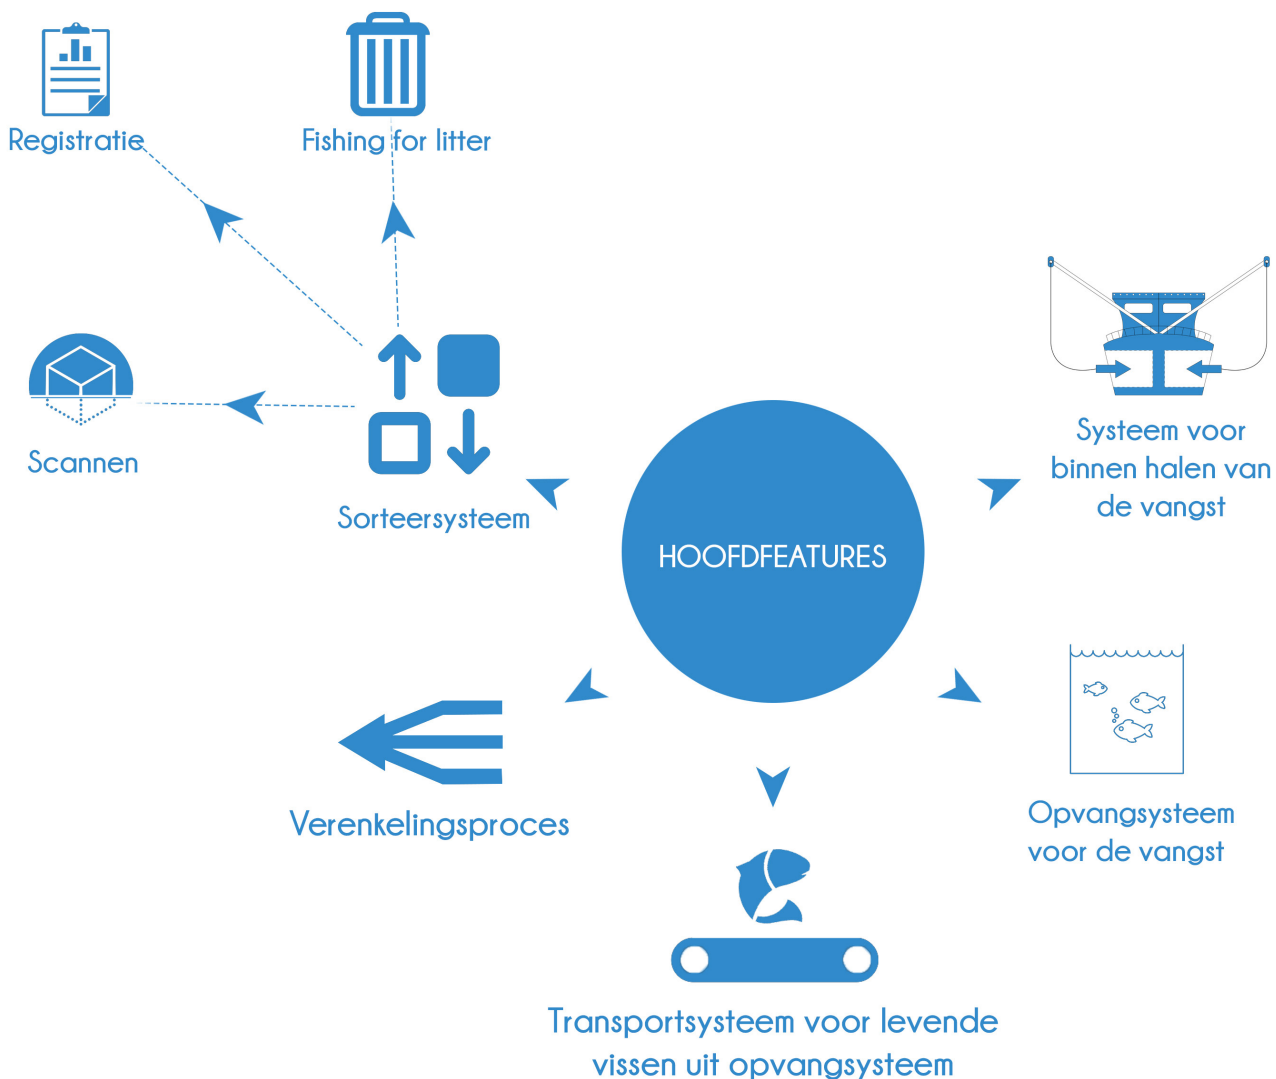 Registratie
Fishing for litter
Scannen
Sorteersysteem
HOOFDFEATURES
Systeem voor
binnen halen van
de vangst
Verenkelingsproces
Opvangsysteem
voor de vangst
Transportsysteem voor levende
vissen uit opvangsysteem